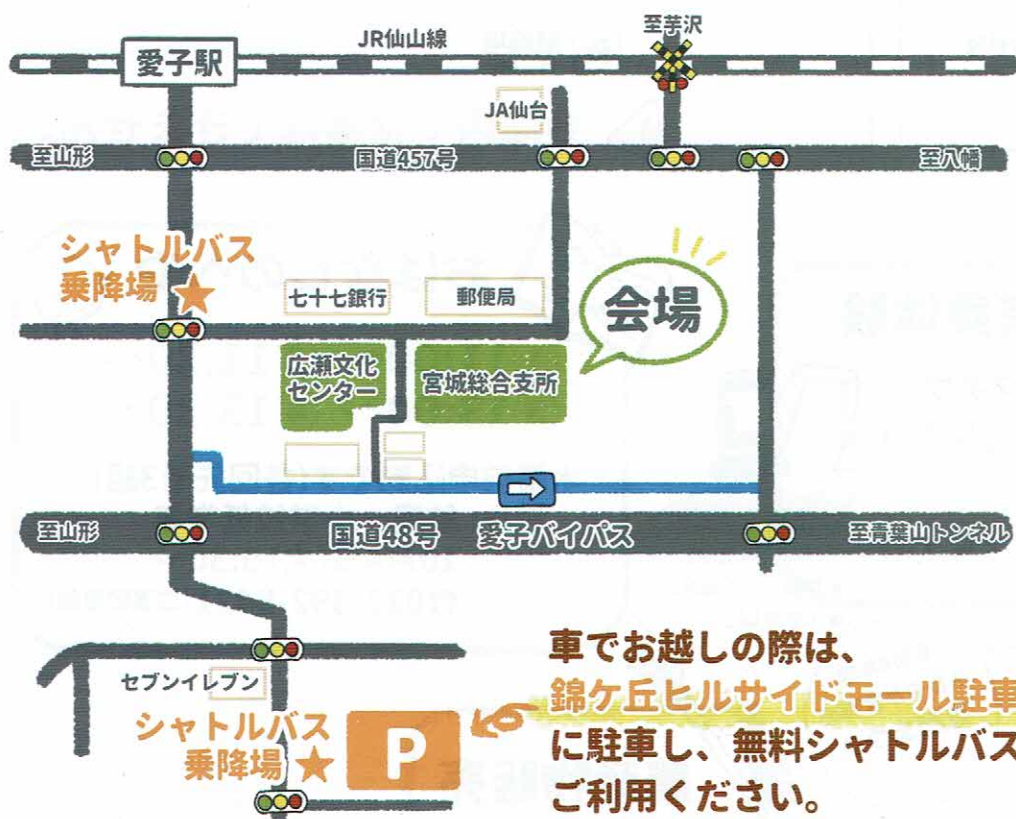 至芋沢
JR仙山線
愛子駅
JA仙台
至山形
国道457号
至八幡
シャトルバス
乗降場
七十七銀行
郵便局
会場
広瀬文化
センター
宮城総合支所
至山形
国道48号 愛子バイパス
至青葉山トンネル
セブンイレブン
シャトルバス
乗降場
P
車でお越しの際は、
錦ケ丘ヒルサイドモール駐車
に駐車し、無料シャトルバス
ご利用ください。